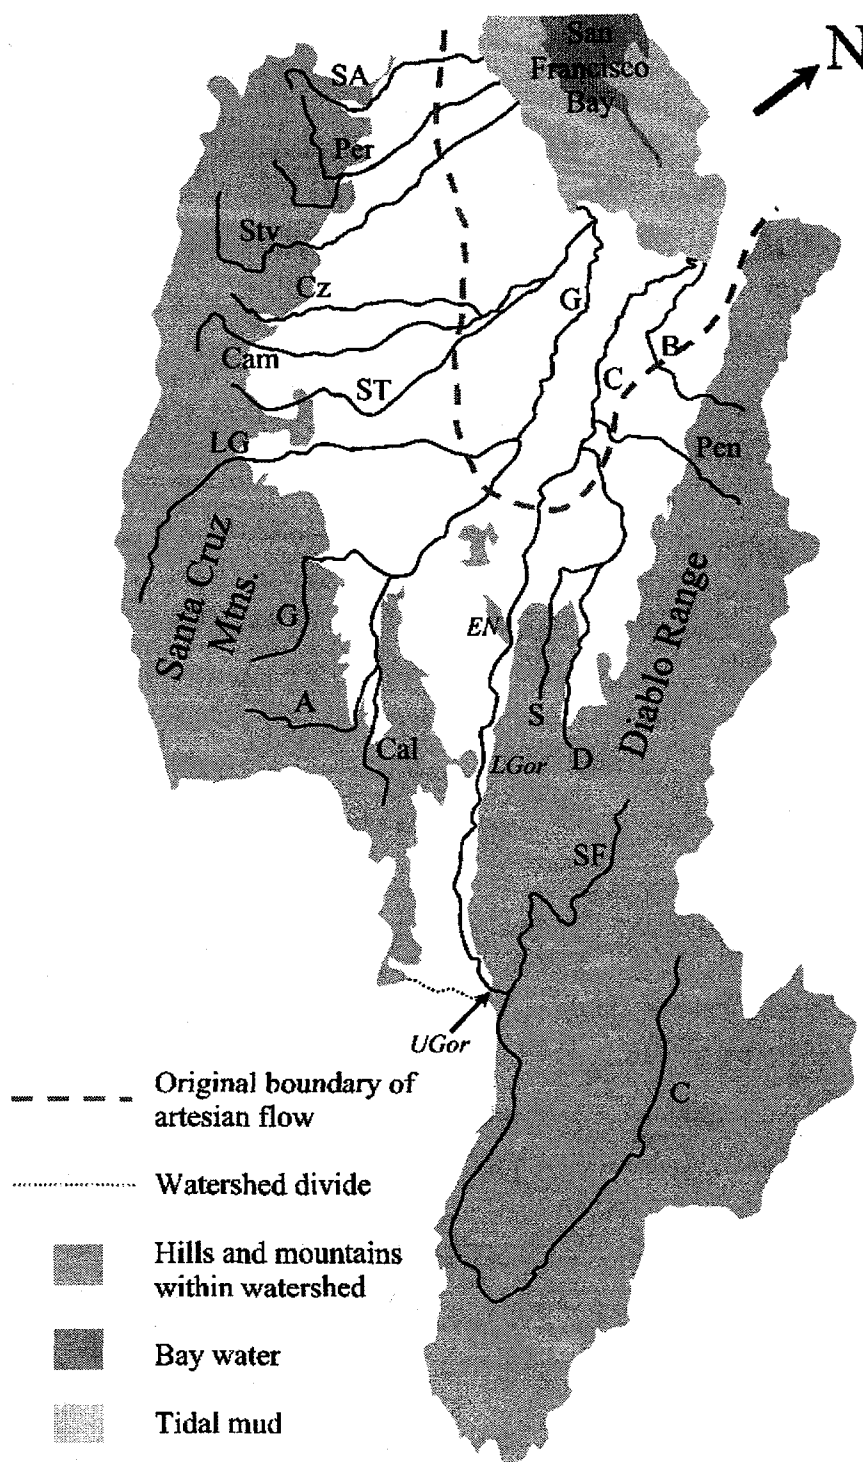 San
Francisco
Bay
N
SA
Per
Stv
Cz
Cam
ST
LG
G
C
B
Pen
Santa Cruz
Mtns.
G
EN
A
S
Cal
LGor
D
Diablo Range
SF
UGor
C
Original boundary of
artesian flow
Watershed divide
Hills and mountains
within watershed
Bay water
Tidal mud